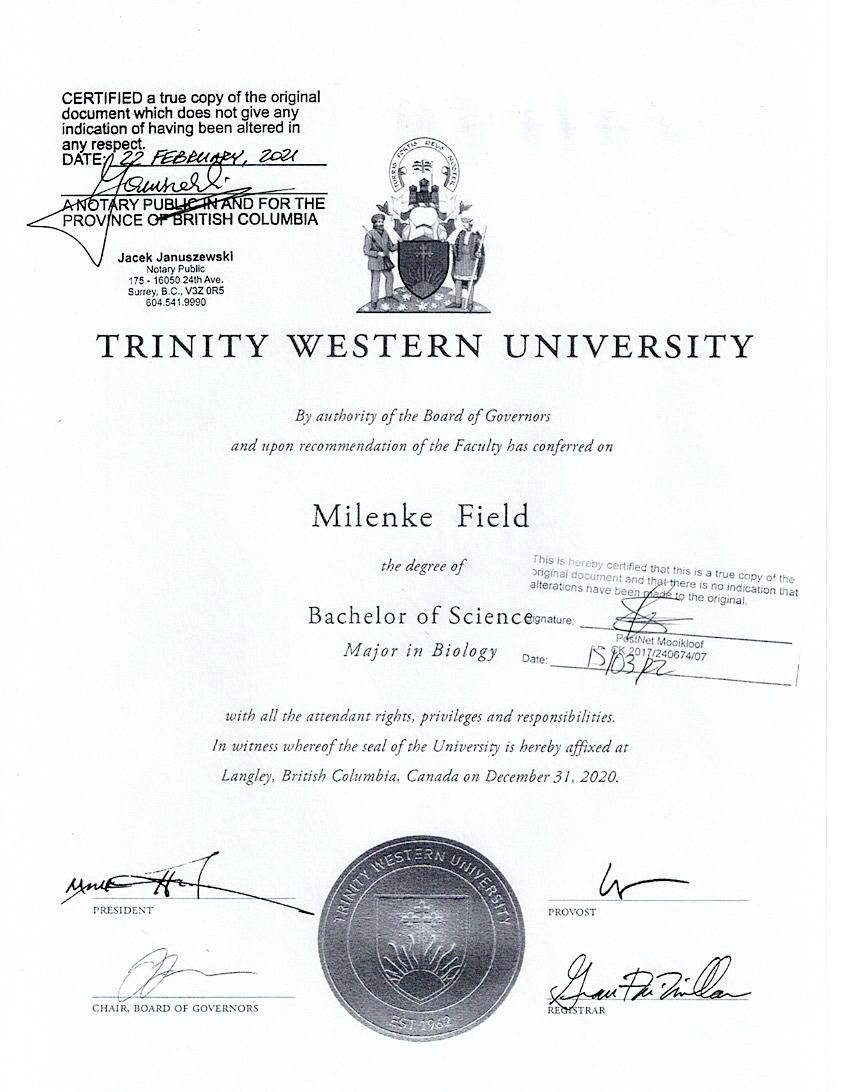 CERTIFIED a true copy of the original
document which does not give any
indication of having been altered in
any respect.
DATE: 22 FEBRUARY, 2021
A NOTARY PUBLIC IN AND FOR THE
PROVINCE OF BRITISH COLUMBIA
Jacek Januszewski
Notary Public
175 - 16050 24th Ave.
Surrey, B.C., V3Z 0R5
604.541.9990
TURRIS FORTIS DEUS NOSTER
TRINITY WESTERN UNIVERSITY
By authority of the Board of Governors
and upon recommendation of the Faculty has conferred on
Milenke Field
the degree of
Bachelor of Science
Major in Biology
This is hereby certified that this is a true copy of the
original document and that there is no indication that
alterations have been made to the original.
Signature:
PostNet Mooikloof
CK 2017/240674/07
Date: 15/03/22
with all the attendant rights, privileges and responsibilities.
In witness whereof the seal of the University is hereby affixed at
Langley, British Columbia, Canada on December 31, 2020.
PRESIDENT
PROVOST
CHAIR, BOARD OF GOVERNORS
REGISTRAR
TRINITY WESTERN UNIVERSITY
EST 1962